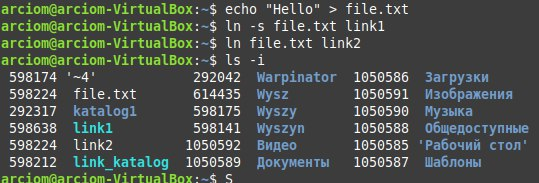 arciom@arciom-VirtualBox:~$ echo "Hello" > file.txt
arciom@arciom-VirtualBox:~$ ln -s file.txt link1
arciom@arciom-VirtualBox:~$ ln file.txt link2
arciom@arciom-VirtualBox:~$ ls -i
598174 '~4' 292042 Warpinator 1050586 Загрузки
598224 file.txt 614435 Wysz 1050591 Изображения
292317 katalog1 598175 Wyszy 1050590 Музыка
598638 link1 598141 Wyszyn 1050588 Общедоступные
598224 link2 1050592 Видео 1050585 'Рабочий стол'
598212 link_katalog 1050589 Документы 1050587 Шаблоны
arciom@arciom-VirtualBox:~$ S